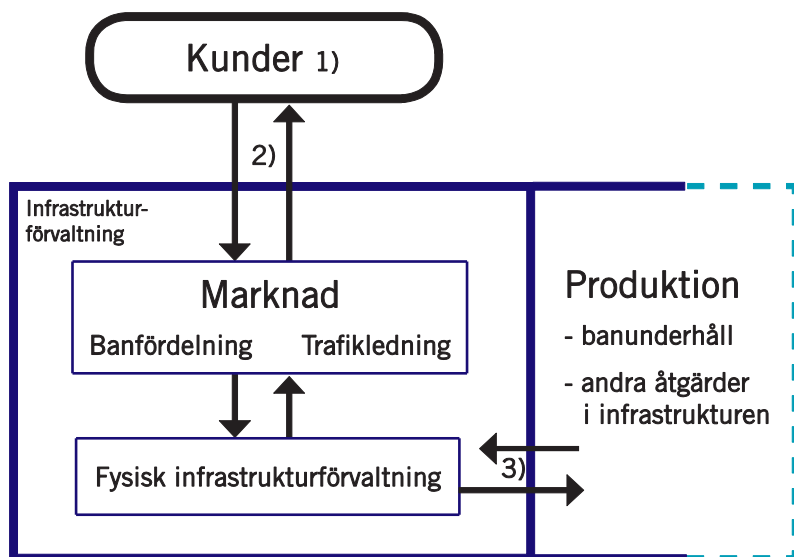 Kunder 1)
2)
Infrastruktur-
förvaltning
Marknad
Banfördelning Trafikledning
Fysisk infrastrukturförvaltning
3)
Produktion
- banunderhåll
- andra åtgärder
i infrastrukturen